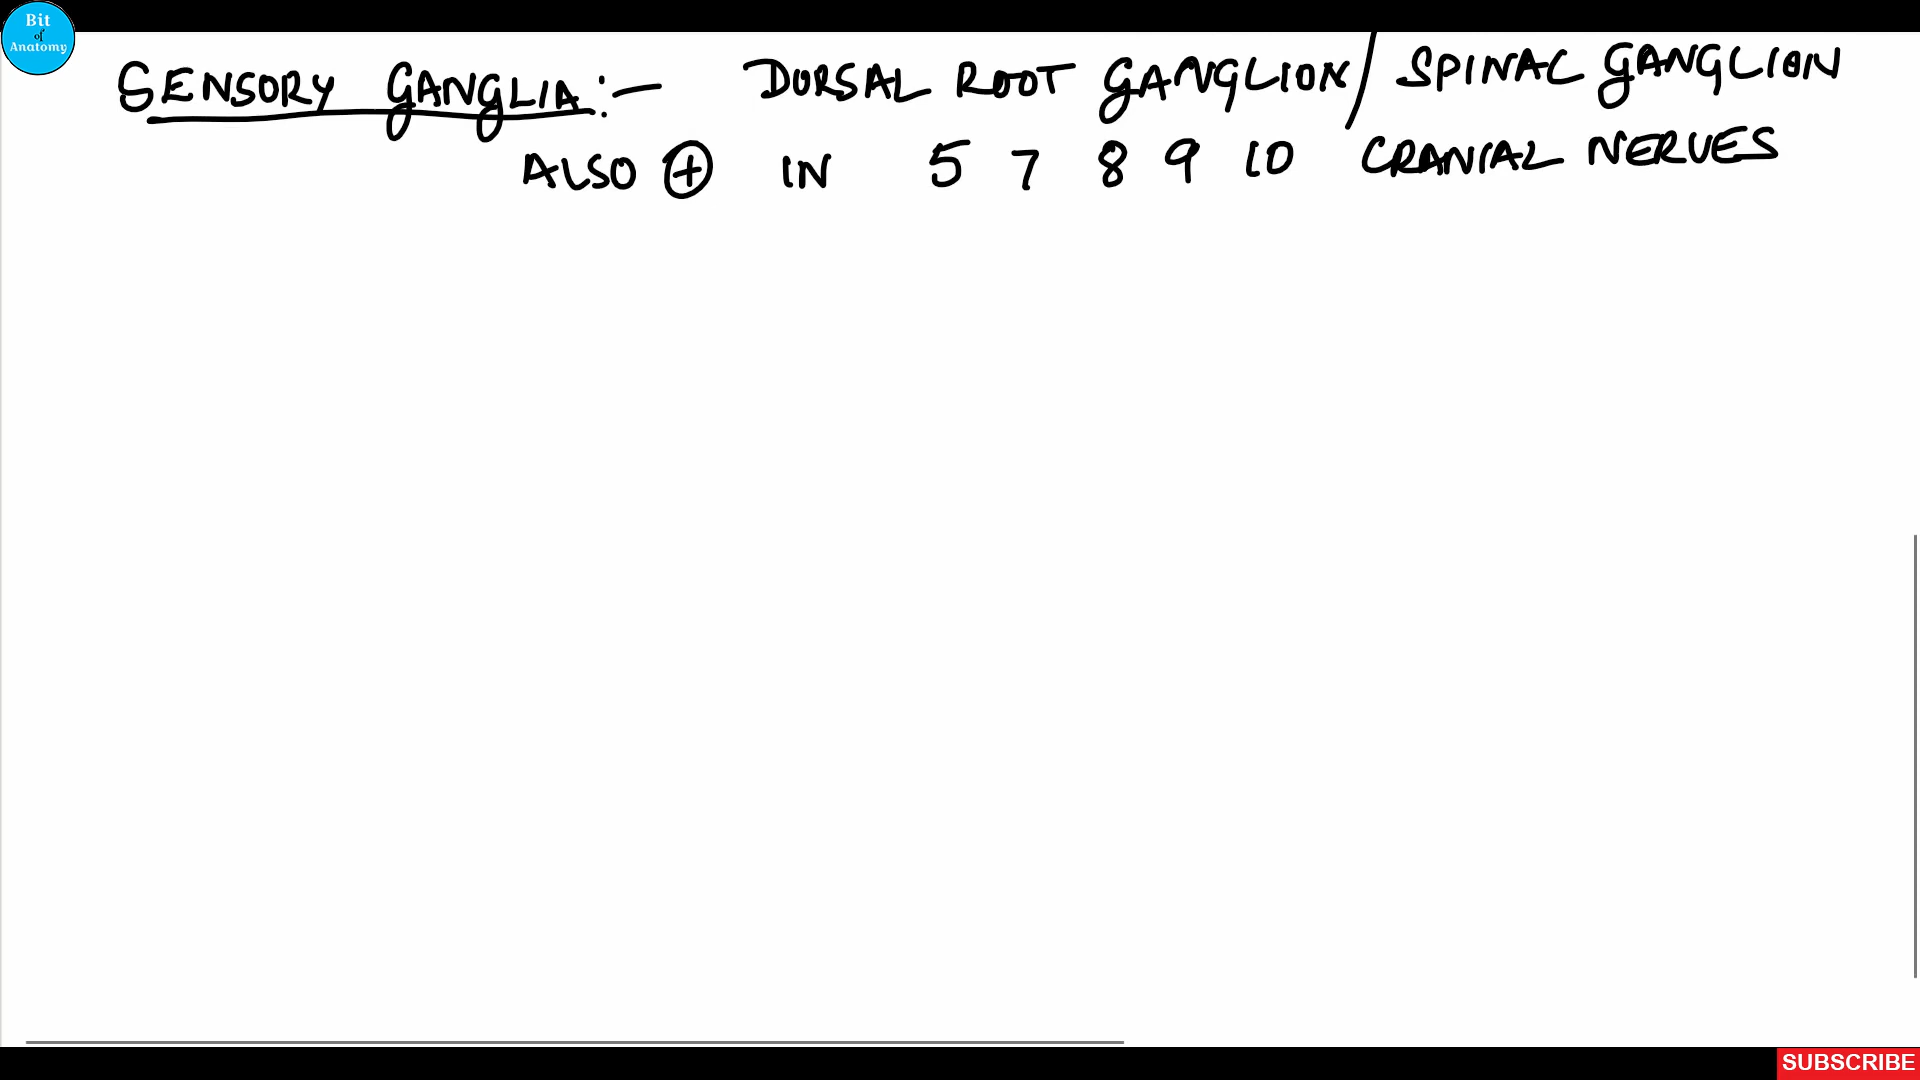 Bit
of
Anatomy
SENSORY GANGLIA:- DORSAL ROOT GANGLION/ SPINAL GANGLION
ALSO ⊕ IN 5 7 8 9 10 CRANIAL NERVES
SUBSCRIBE